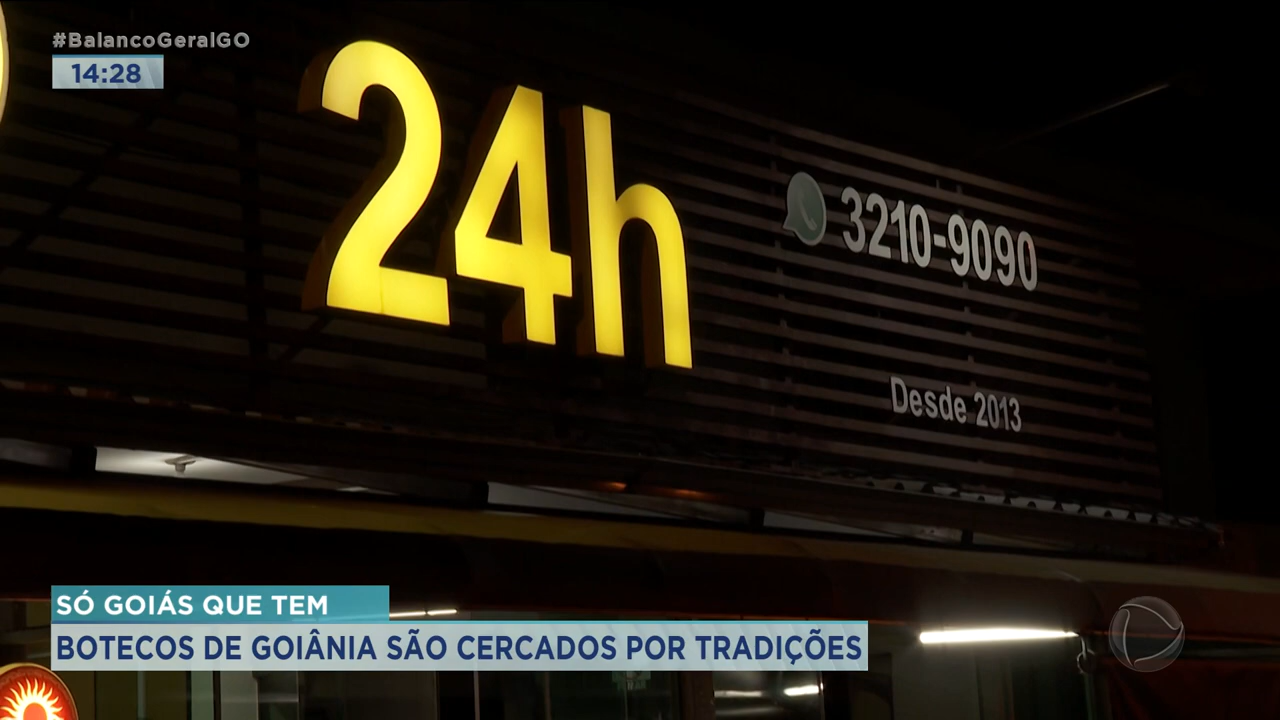 #BalancoGeralGO
14:28
24h
3210-9090
Desde 2013
SÓ GOIÁS QUE TEM
BOTECOS DE GOIÂNIA SÃO CERCADOS POR TRADIÇÕES